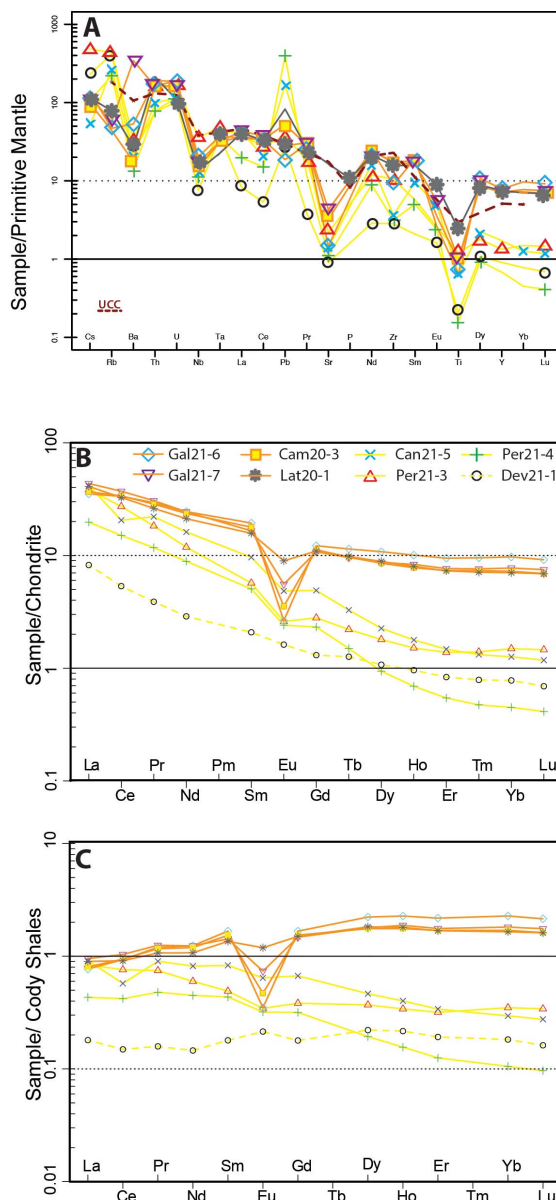 A
Sample/Primitive Mantle
1000
100
10
1
0.1
UCC
Cs Ba Th U Nb Ta La Ce Pb Pr Sr P Nd Zr Sm Eu Ti Dy Y Yb Lu
Rb
B
Sample/Chondrite
100
10
1
0.1
Gal21-6 Cam20-3 Can21-5 Per21-4
Gal21-7 Lat20-1 Per21-3 Dev21-1
La Pr Pm Eu Tb Ho Tm Lu
Ce Nd Sm Gd Dy Er Yb
C
Sample/ Cody Shales
10
1
0.1
0.01
La Pr Sm Gd Dy Er Yb
Ce Nd Eu Tb Ho Tm Lu